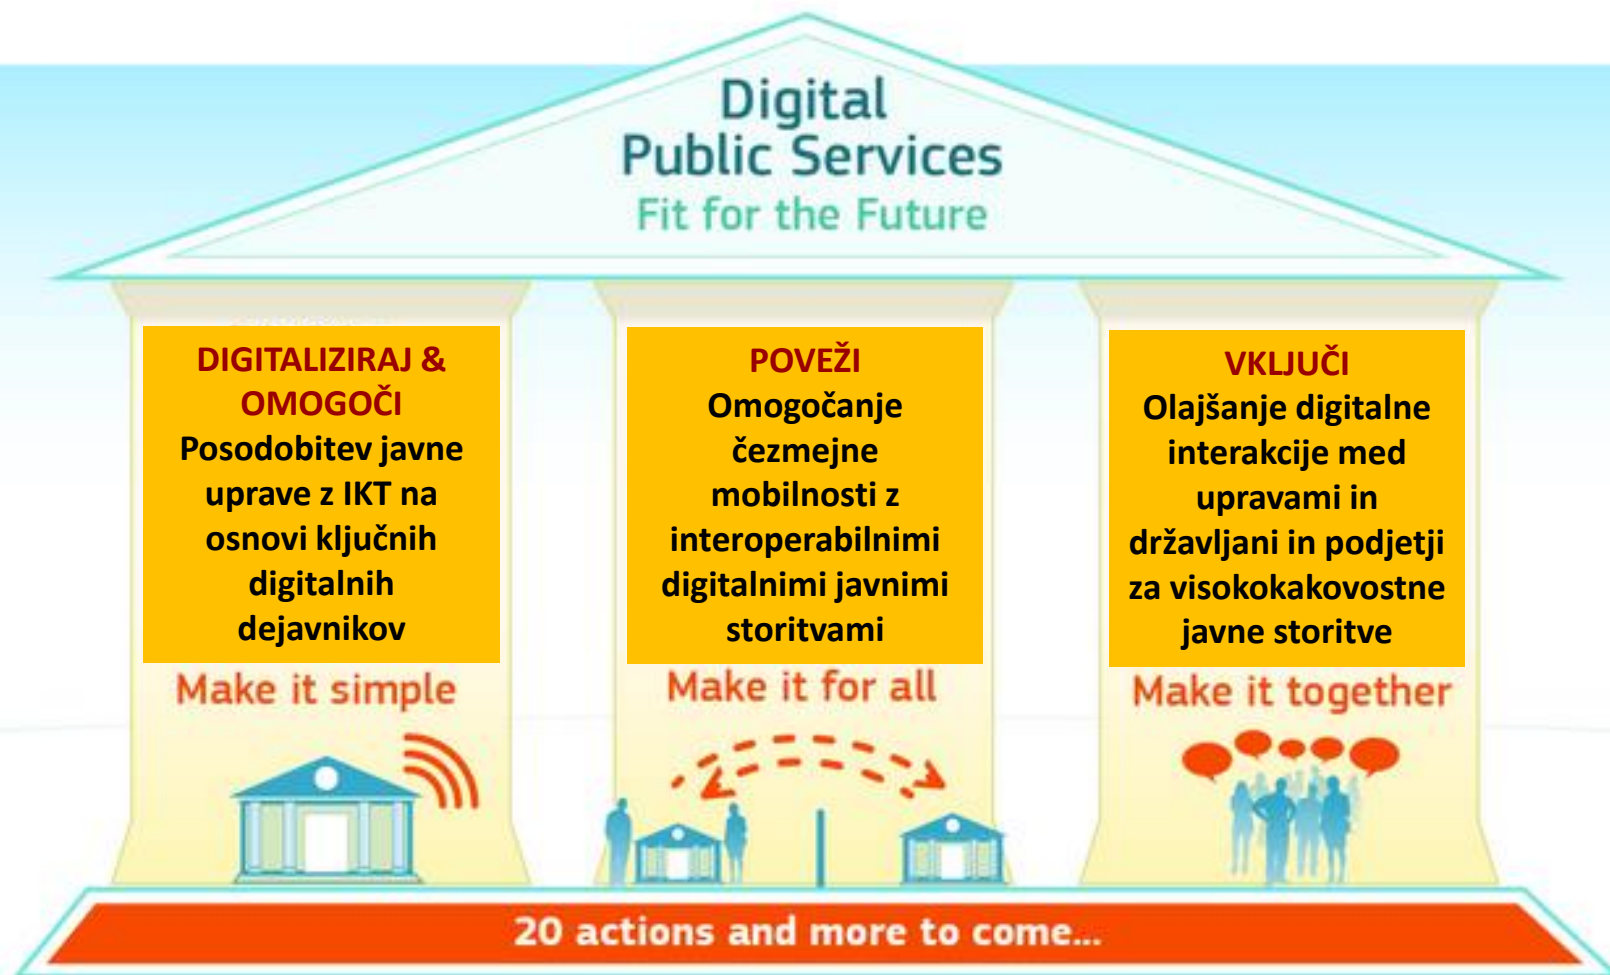 Digital
Public Services
Fit for the Future
DIGITALIZIRAJ &
OMOGOČI
Posodobitev javne
uprave z IKT na
osnovi ključnih
digitalnih
dejavnikov
Make it simple
POVEŽI
Omogočanje
čezmejne
mobilnosti z
interoperabilnimi
digitalnimi javnimi
storitvami
Make it for all
VKLJUČI
Olajšanje digitalne
interakcije med
upravami in
državljani in podjetji
za visokokakovostne
javne storitve
Make it together
20 actions and more to come...